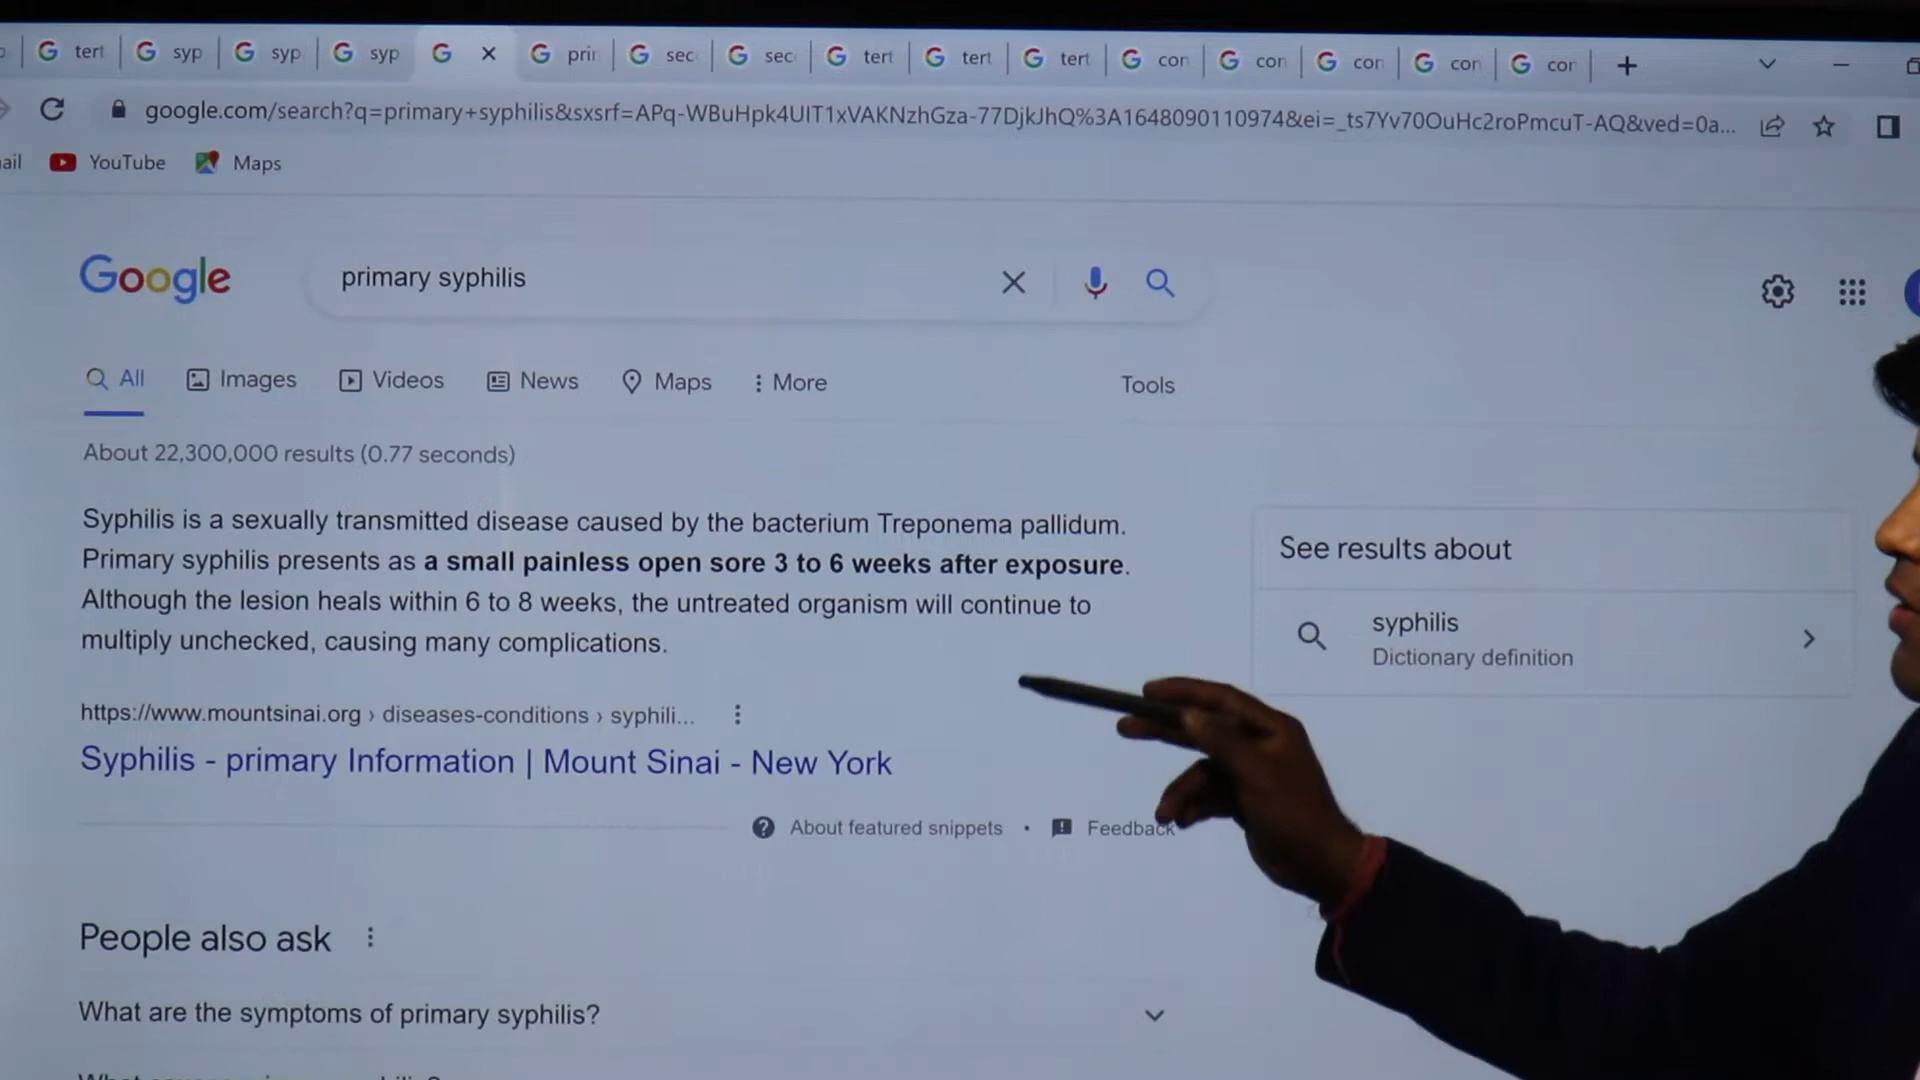 tert syp syp syp pri sec sec tert tert tert con con con con con
google.com/search?q=primary+syphilis&sxsrf=APq-WBuHpk4UIT1xVAKNzhGza-77DjkJhQ%3A1648090110974&ei=_ts7Yv70OuHc2roPmcuT-AQ&ved=0a...
ail YouTube Maps
Google primary syphilis
All Images Videos News Maps More Tools
About 22,300,000 results (0.77 seconds)
Syphilis is a sexually transmitted disease caused by the bacterium Treponema pallidum.
Primary syphilis presents as a small painless open sore 3 to 6 weeks after exposure.
Although the lesion heals within 6 to 8 weeks, the untreated organism will continue to
multiply unchecked, causing many complications.
See results about
syphilis
Dictionary definition
https://www.mountsinai.org › diseases-conditions › syphili...
Syphilis - primary Information | Mount Sinai - New York
About featured snippets • Feedback
People also ask
What are the symptoms of primary syphilis?